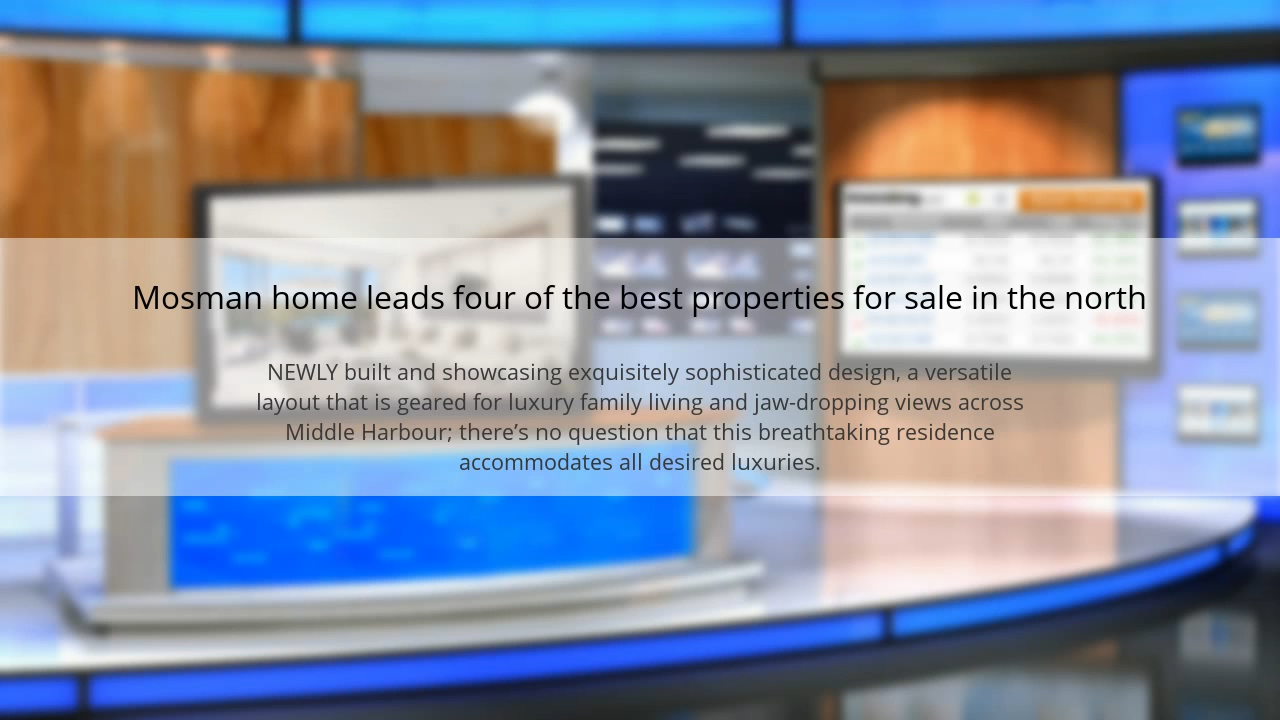 Mosman home leads four of the best properties for sale in the north
NEWLY built and showcasing exquisitely sophisticated design, a versatile
layout that is geared for luxury family living and jaw-dropping views across
Middle Harbour; there’s no question that this breathtaking residence
accommodates all desired luxuries.